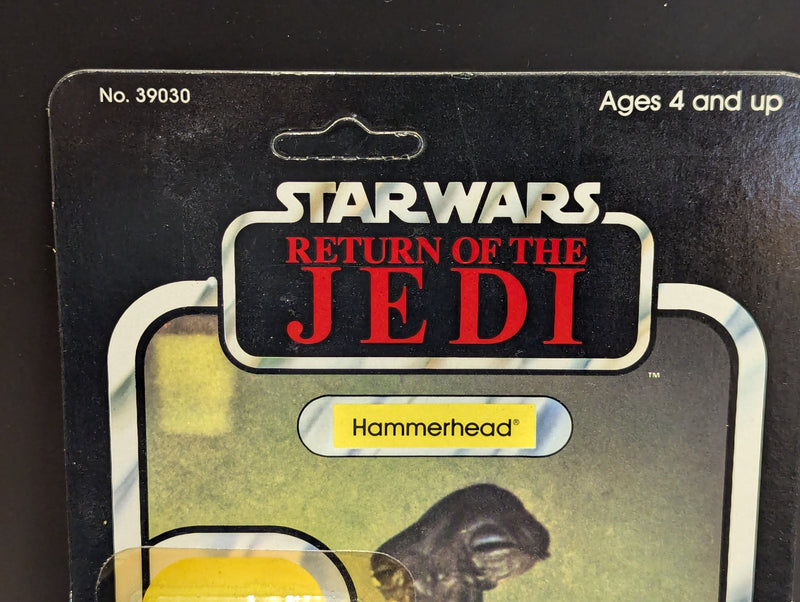 No. 39030
Ages 4 and up
STAR WARS
RETURN OF THE
JEDI
TM
Hammerhead®